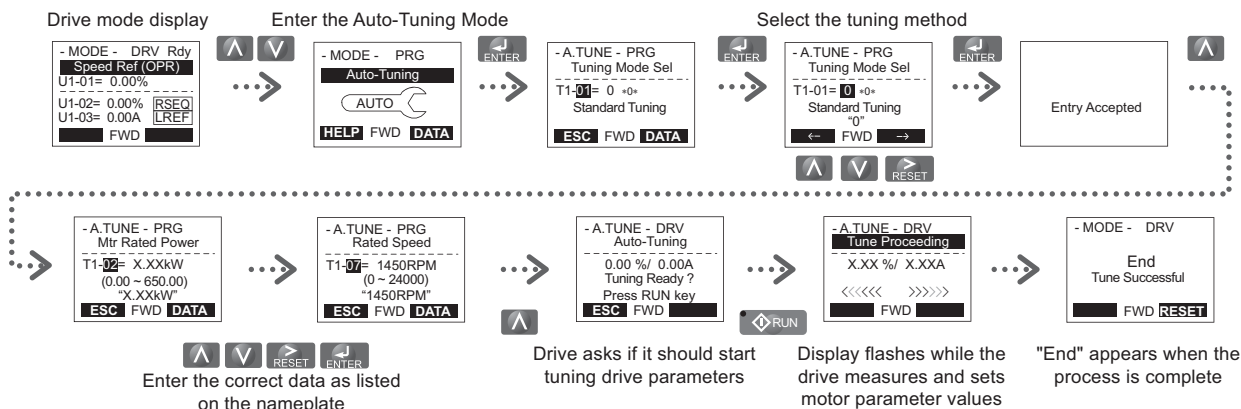 Drive mode display
Enter the Auto-Tuning Mode
Select the tuning method
- MODE - DRV Rdy
Speed Ref (OPR)
U1-01= 0.00%
U1-02= 0.00% RSEQ
U1-03= 0.00A LREF
FWD
- MODE - PRG
Auto-Tuning
AUTO
HELP FWD DATA
ENTER
- A.TUNE - PRG
Tuning Mode Sel
T1-01= 0 *0*
Standard Tuning
ESC FWD DATA
ENTER
- A.TUNE - PRG
Tuning Mode Sel
T1-01= 0 *0*
Standard Tuning
“0”
← FWD →
RESET
ENTER
Entry Accepted
- A.TUNE - PRG
Mtr Rated Power
T1-02= X.XXkW
(0.00 ~ 650.00)
“X.XXkW”
ESC FWD DATA
RESET
ENTER
Enter the correct data as listed
on the nameplate
- A.TUNE - PRG
Rated Speed
T1-07= 1450RPM
(0 ~ 24000)
“1450RPM”
ESC FWD DATA
- A.TUNE - DRV
Auto-Tuning
0.00 %/ 0.00A
Tuning Ready ?
Press RUN key
ESC FWD
RUN
Drive asks if it should start
tuning drive parameters
- A.TUNE - DRV
Tune Proceeding
X.XX %/ X.XXA
FWD
Display flashes while the
drive measures and sets
motor parameter values
- MODE - DRV
End
Tune Successful
FWD RESET
"End" appears when the
process is complete